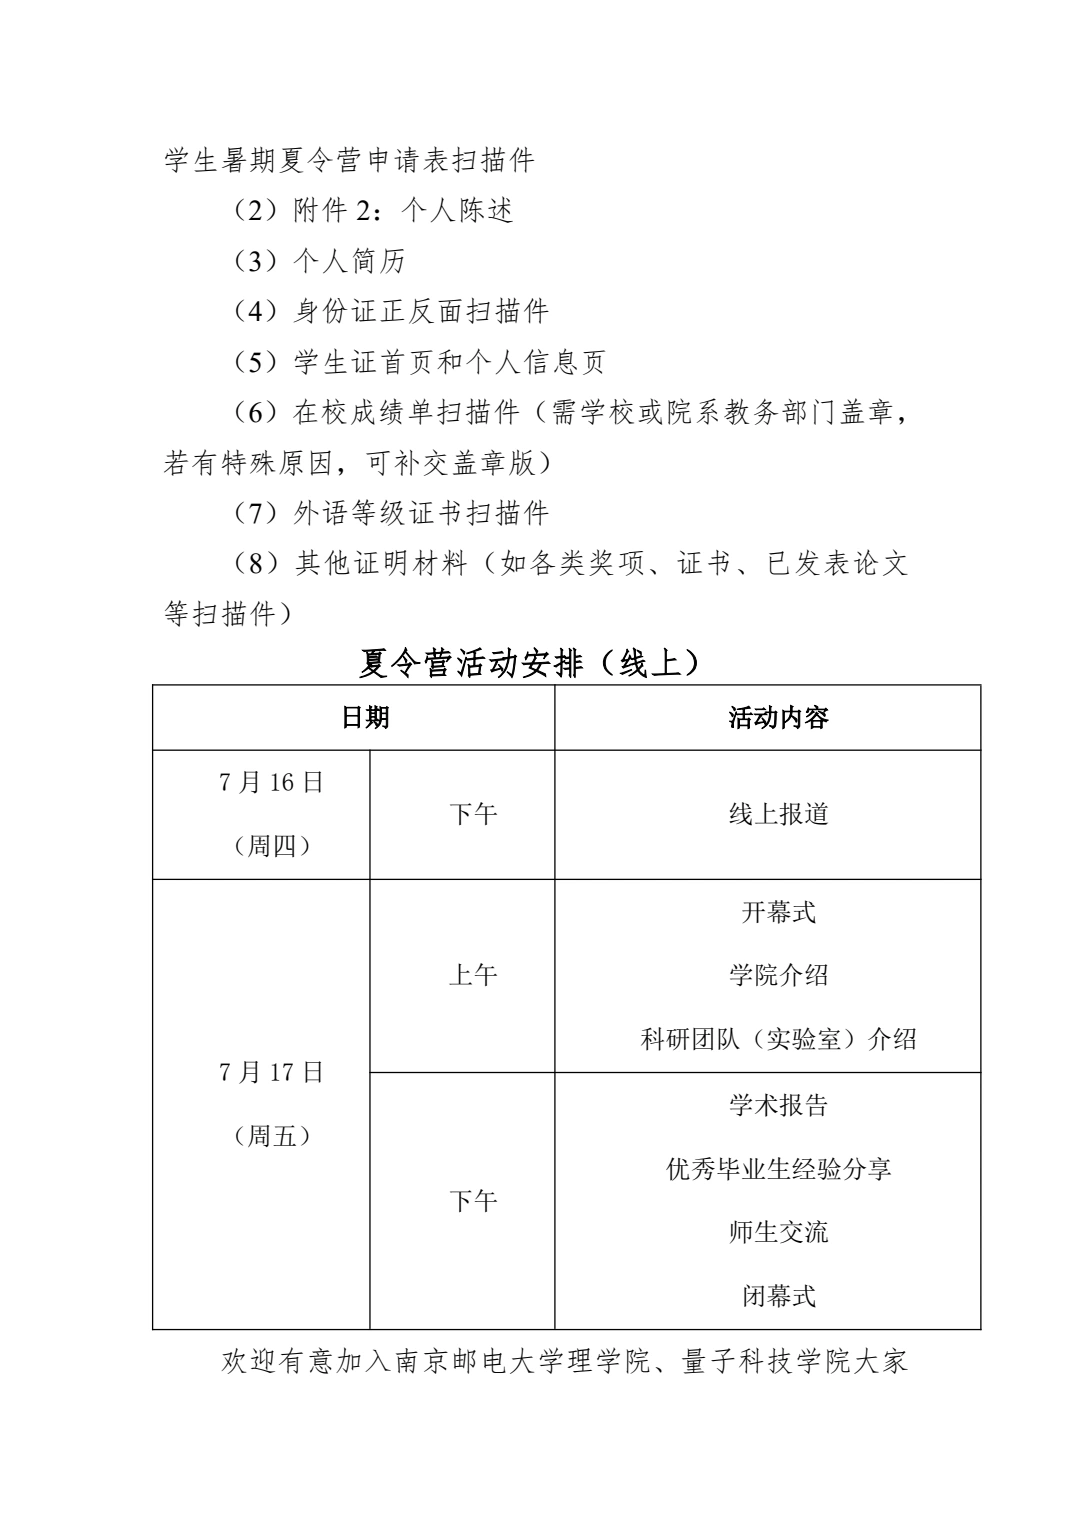 学生暑期夏令营申请表扫描件
（2）附件 2：个人陈述
（3）个人简历
（4）身份证正反面扫描件
（5）学生证首页和个人信息页
（6）在校成绩单扫描件（需学校或院系教务部门盖章，
若有特殊原因，可补交盖章版）
（7）外语等级证书扫描件
（8）其他证明材料（如各类奖项、证书、已发表论文
等扫描件）
夏令营活动安排（线上）
日期 活动内容
7 月 16 日
（周四）
下午
线上报道
7 月 17 日
（周五）
上午
开幕式
学院介绍
科研团队（实验室）介绍
下午
学术报告
优秀毕业生经验分享
师生交流
闭幕式
欢迎有意加入南京邮电大学理学院、量子科技学院大家